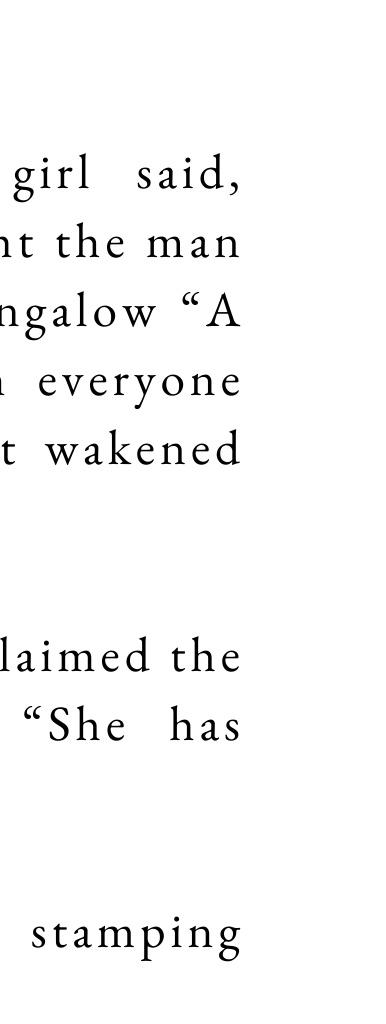 girl said,
nt the man
ngalow “A
everyone
t wakened
laimed the
“She has
stamping